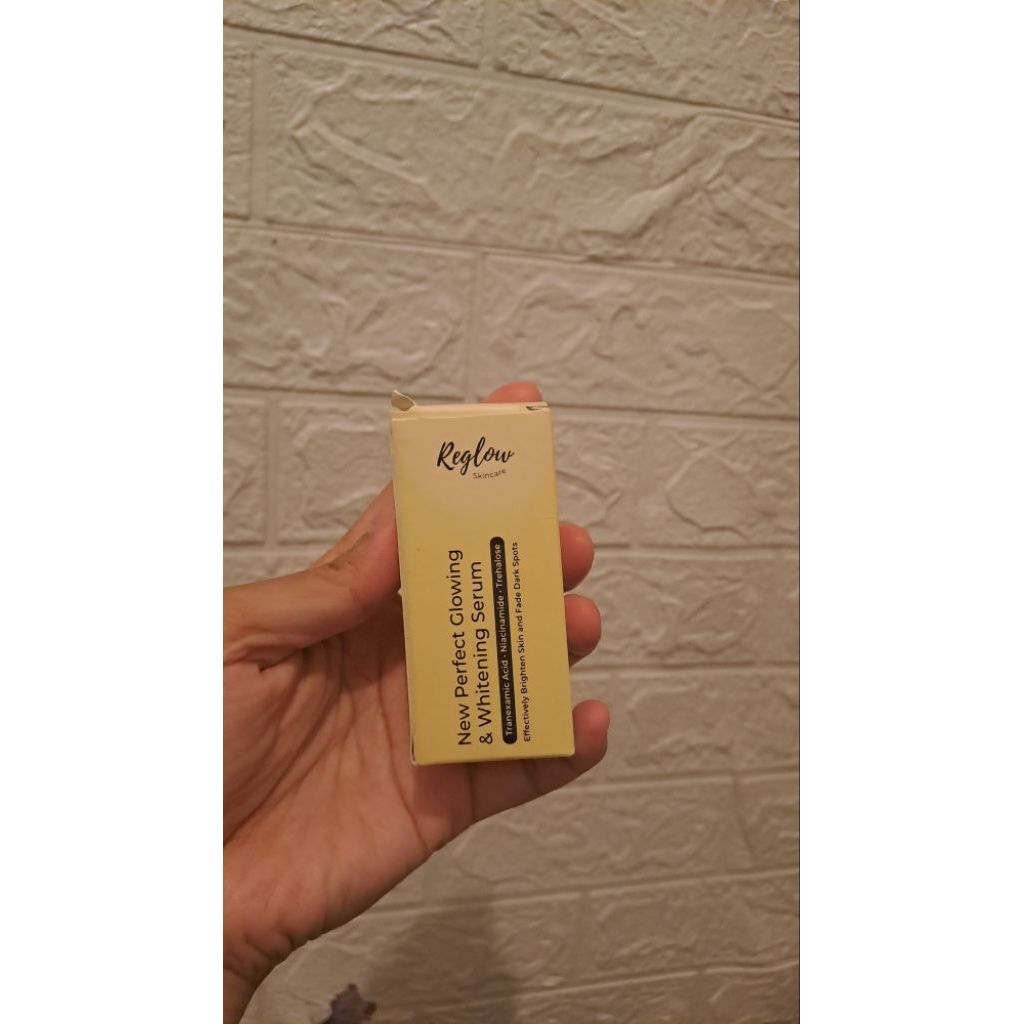 Reglow
Skincare
New Perfect Glowing
& Whitening Serum
Tranexamic Acid • Niacinamide • Trehalose
Effectively Brighten Skin and Fade Dark Spots